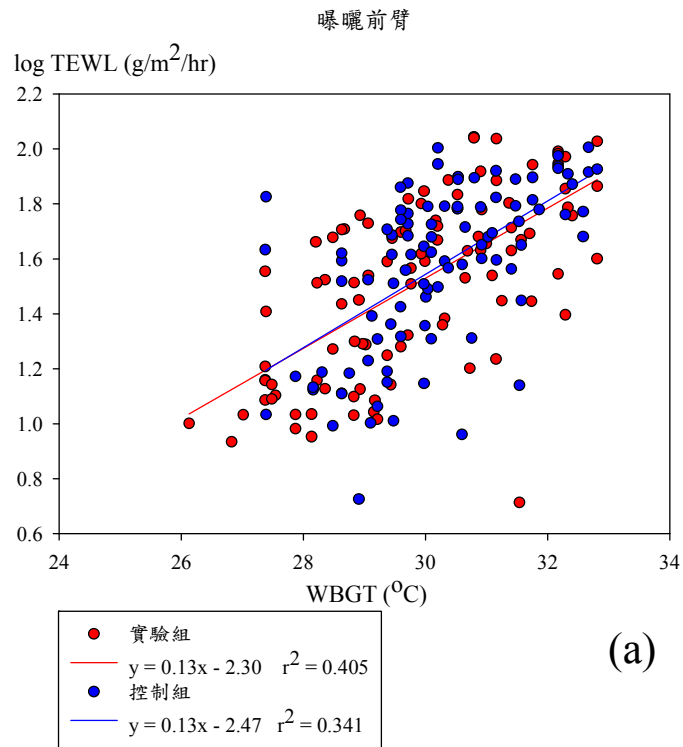 曝曬前臂
log TEWL (g/m²/hr)
2.2
2.0
1.8
1.6
1.4
1.2
1.0
0.8
0.6
24 26 28 30 32 34
WBGT (°C)
實驗組
y = 0.13x - 2.30 r² = 0.405
控制組
y = 0.13x - 2.47 r² = 0.341
(a)